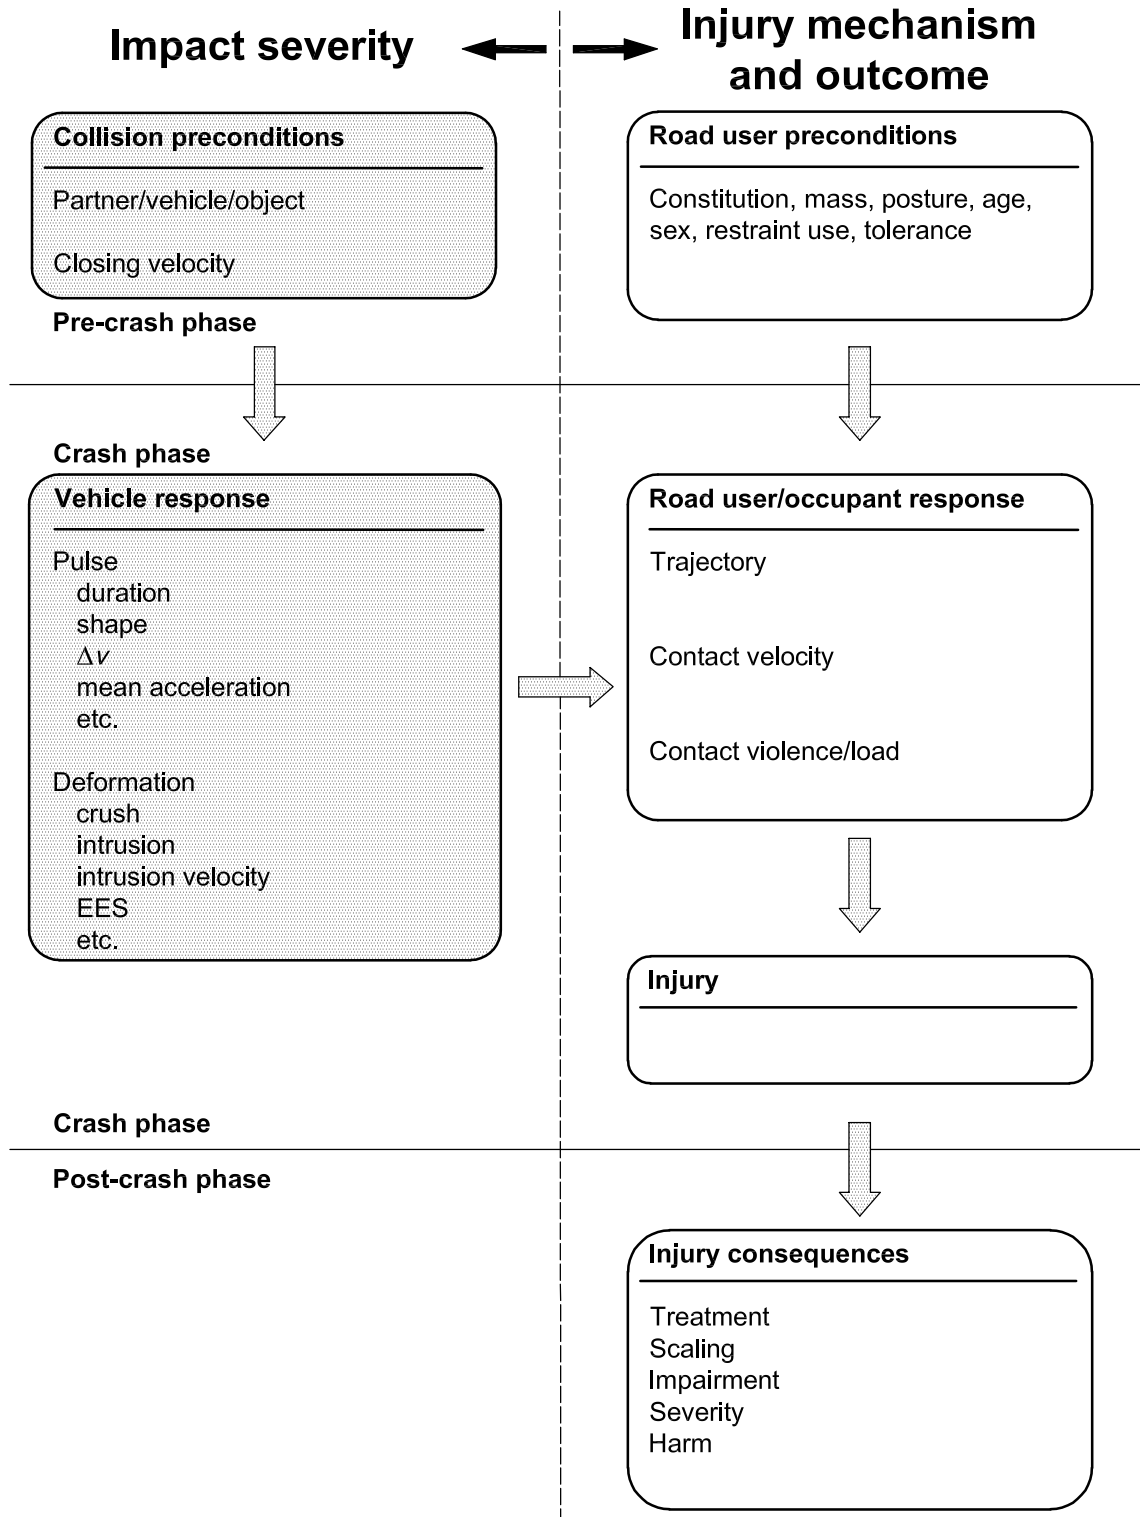 Impact severity
Injury mechanism
and outcome
Collision preconditions
Partner/vehicle/object
Closing velocity
Pre-crash phase
Road user preconditions
Constitution, mass, posture, age,
sex, restraint use, tolerance
Crash phase
Vehicle response
Pulse
duration
shape
Δv
mean acceleration
etc.
Deformation
crush
intrusion
intrusion velocity
EES
etc.
Road user/occupant response
Trajectory
Contact velocity
Contact violence/load
Injury
Crash phase
Post-crash phase
Injury consequences
Treatment
Scaling
Impairment
Severity
Harm